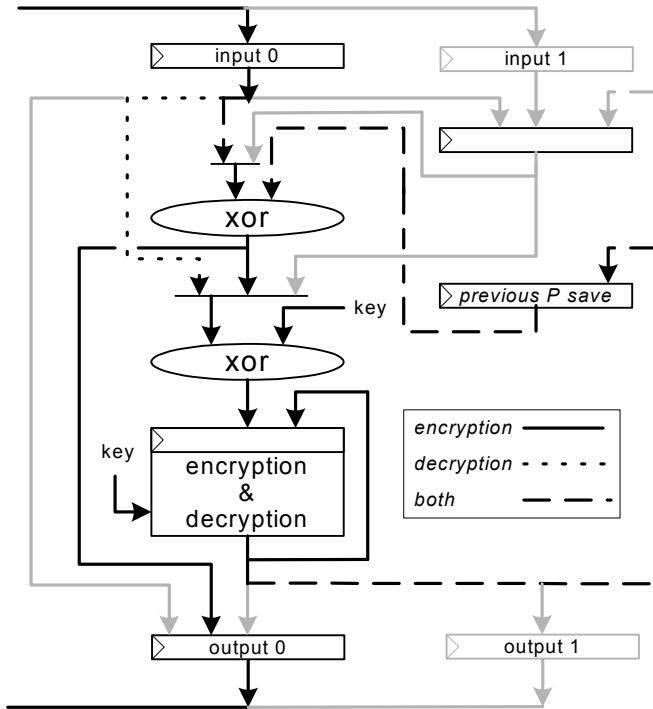 input 0
input 1
xor
previous P save
key
xor
encryption
decryption
both
key
encryption
&
decryption
output 0
output 1